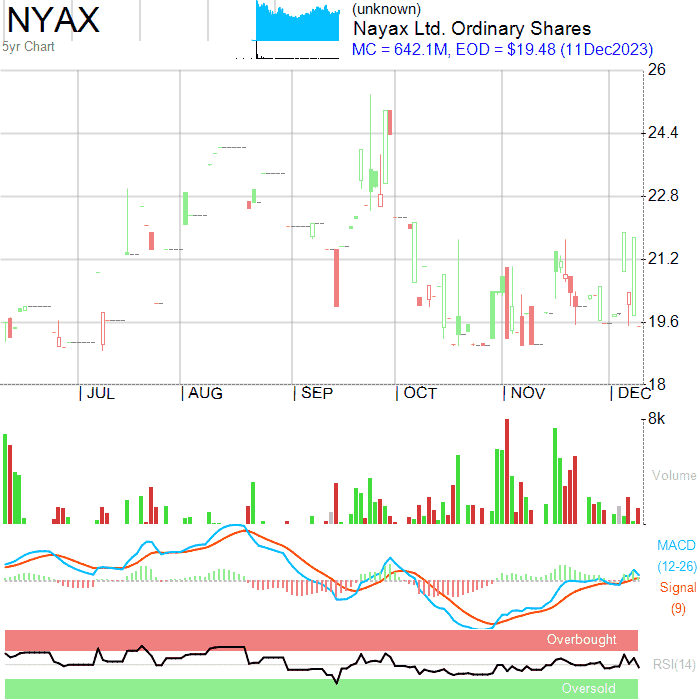 NYAX
5yr Chart
(unknown)
Nayax Ltd. Ordinary Shares
MC = 642.1M, EOD = $19.48 (11Dec2023)
26
24.4
22.8
21.2
19.6
18
| JUL | AUG | SEP | OCT | NOV | DEC
8k
Volume
MACD
(12-26)
Signal
(9)
Overbought
RSI(14)
Oversold